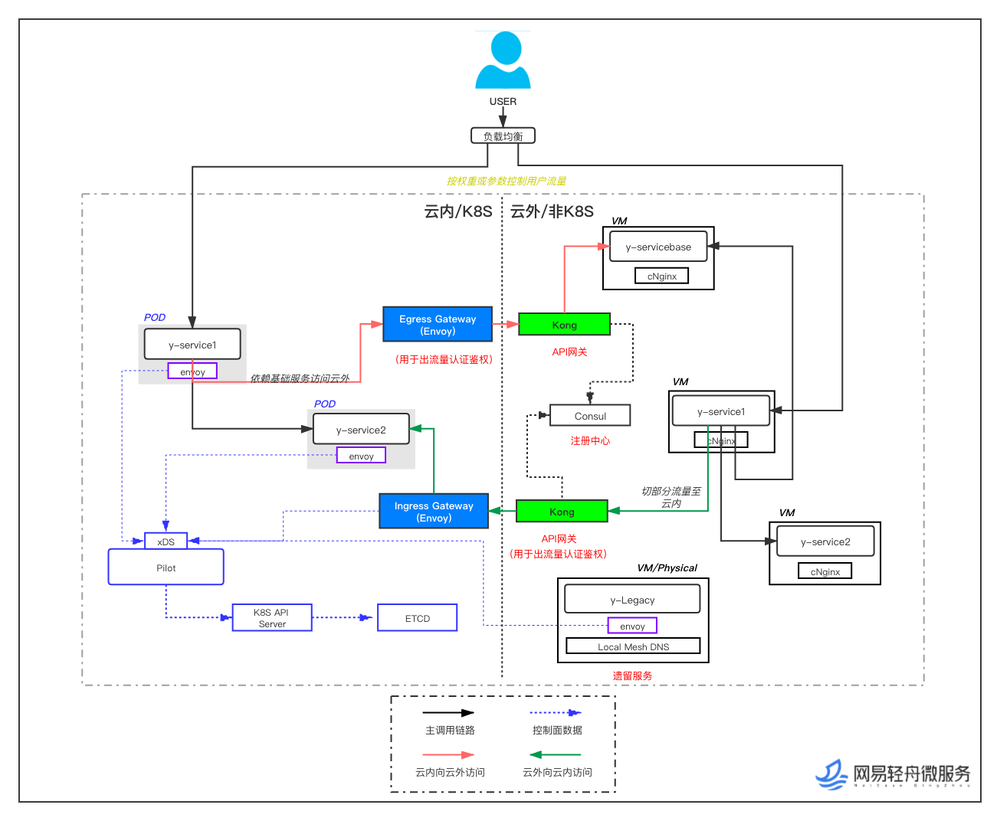 USER
负载均衡
按权重或参数控制用户流量
云内/K8S
云外/非K8S
VM
y-servicebase
cNginx
POD
y-service1
envoy
Egress Gateway
(Envoy)
(用于出流量认证鉴权)
Kong
API网关
依赖基础服务访问云外
VM
y-service1
cNginx
Consul
注册中心
POD
y-service2
envoy
Ingress Gateway
(Envoy)
切部分流量至
云内
Kong
API网关
(用于出流量认证鉴权)
VM
y-service2
cNginx
xDS
Pilot
VM/Physical
y-Legacy
envoy
Local Mesh DNS
遗留服务
K8S API
Server
ETCD
主调用链路
控制面数据
云内向云外访问
云外向云内访问
网易轻舟微服务